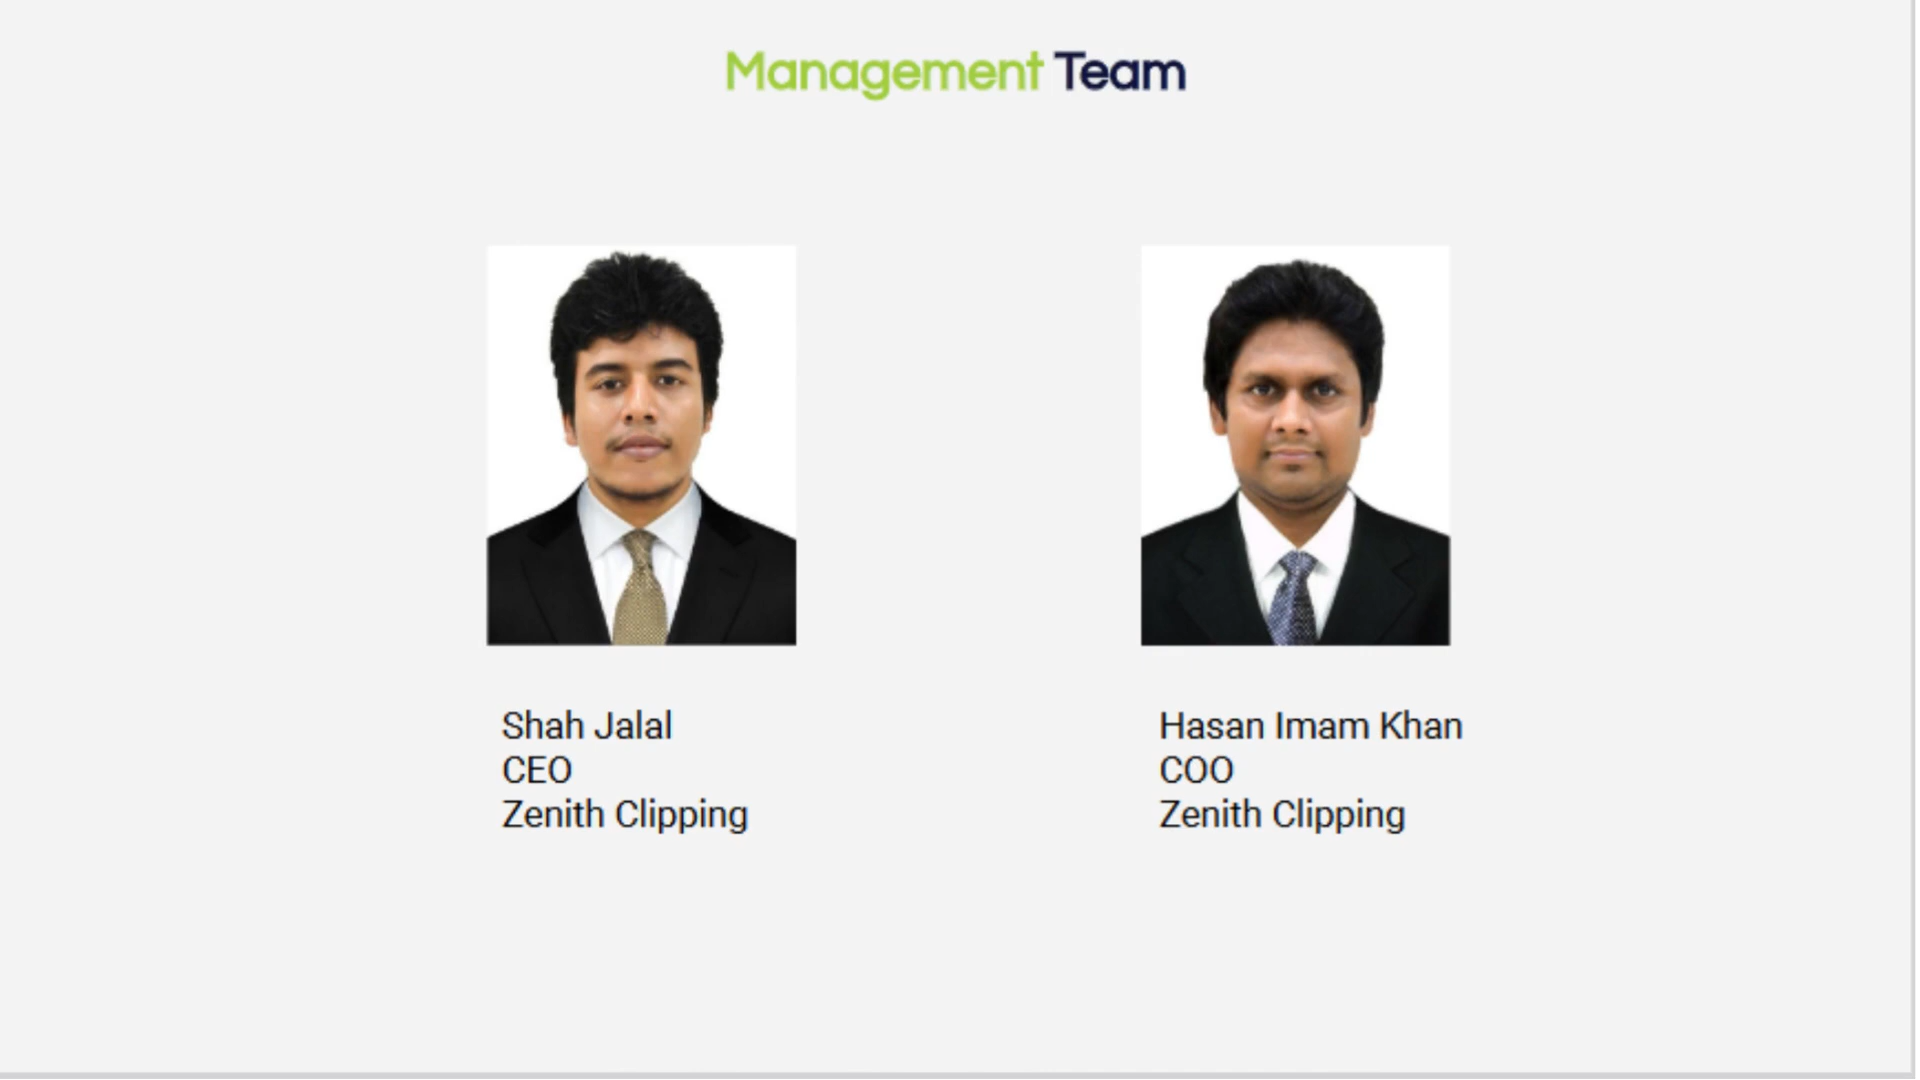 Management Team
Shah Jalal
CEO
Zenith Clipping
Hasan Imam Khan
COO
Zenith Clipping